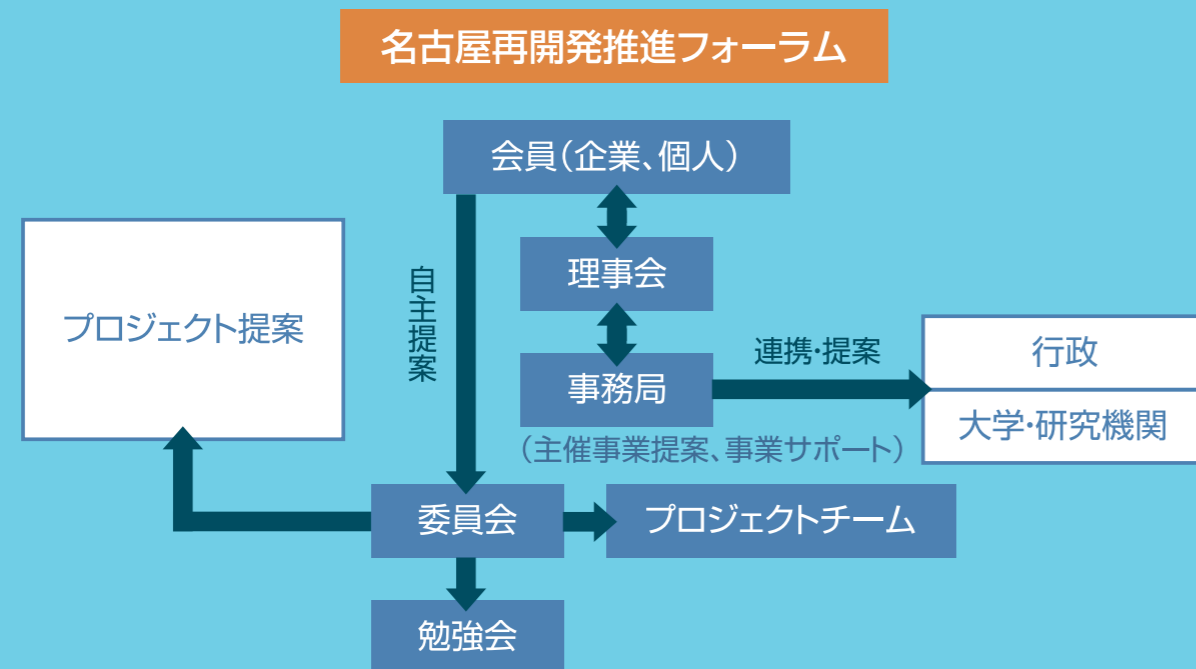 名古屋再開発推進フォーラム
会員（企業、個人）
理事会
自主提案
プロジェクト提案
事務局
連携・提案
行政
大学・研究機関
（主催事業提案、事業サポート）
委員会
プロジェクトチーム
勉強会